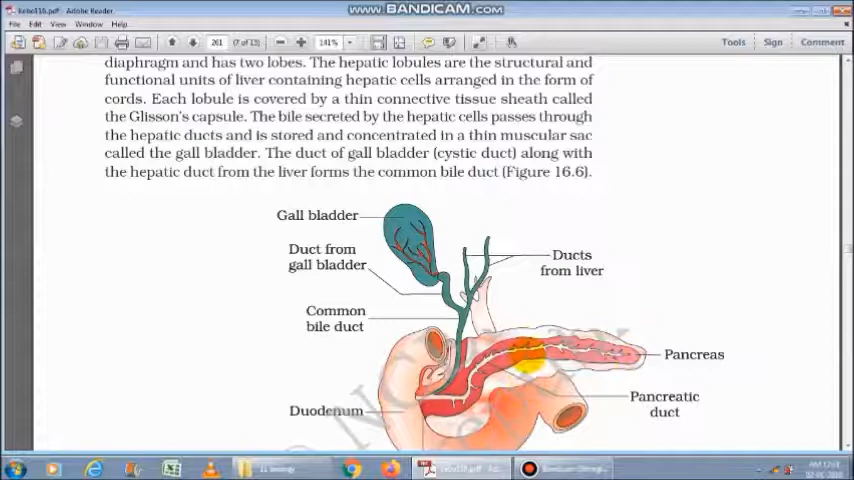 kebo116.pdf - Adobe Reader
www.BANDICAM.com
File Edit View Window Help
261 (7 of 13) 141% Tools Sign Comment
diaphragm and has two lobes. The hepatic lobules are the structural and
functional units of liver containing hepatic cells arranged in the form of
cords. Each lobule is covered by a thin connective tissue sheath called
the Glisson's capsule. The bile secreted by the hepatic cells passes through
the hepatic ducts and is stored and concentrated in a thin muscular sac
called the gall bladder. The duct of gall bladder (cystic duct) along with
the hepatic duct from the liver forms the common bile duct (Figure 16.6).
Gall bladder
Duct from
gall bladder
Ducts
from liver
Common
bile duct
Pancreas
Pancreatic
duct
Duodenum